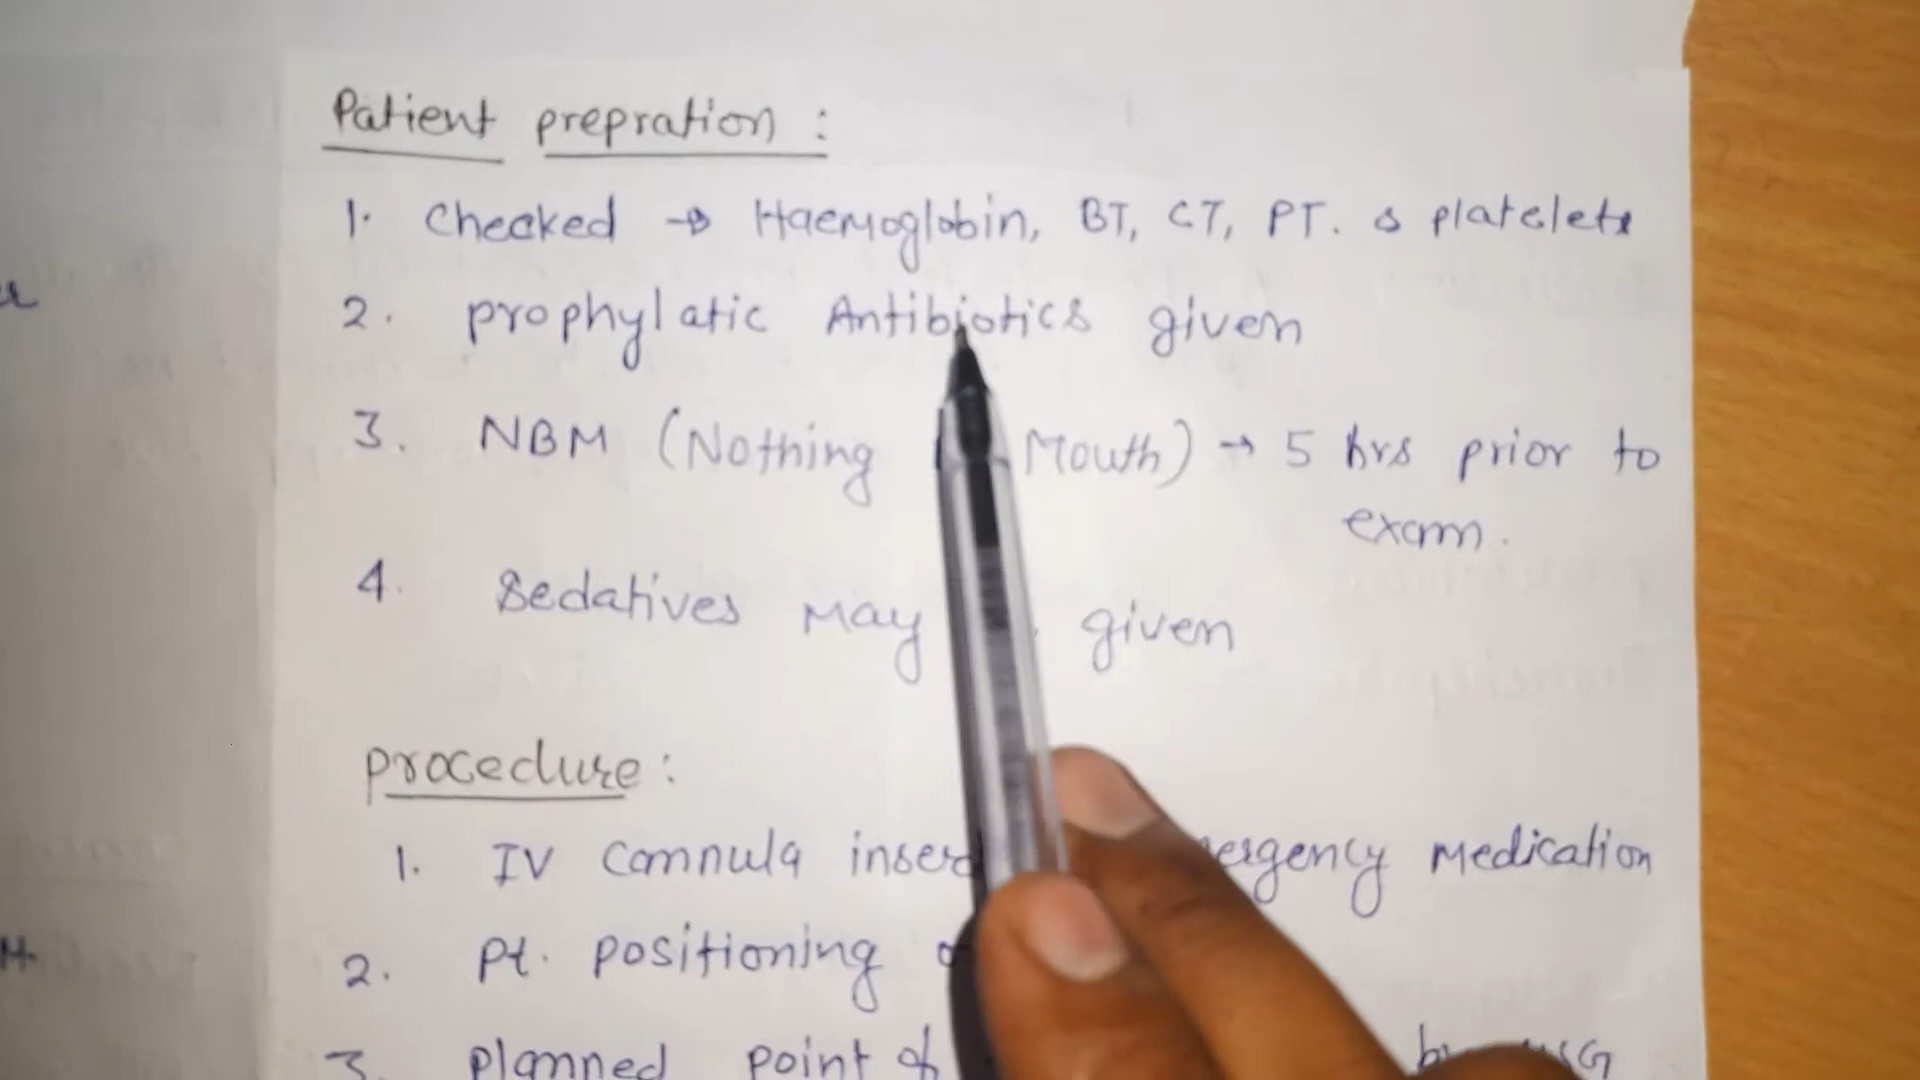 Patient prepration :
1. Checked → Haemoglobin, BT, CT, PT. & platelets
2. prophylatic Antibiotics given
3. NBM (Nothing Mouth) → 5 hrs prior to
exam.
4. Sedatives may given
procedure :
1. IV Cannula Medication
2. Pt. positioning
3. planned point of